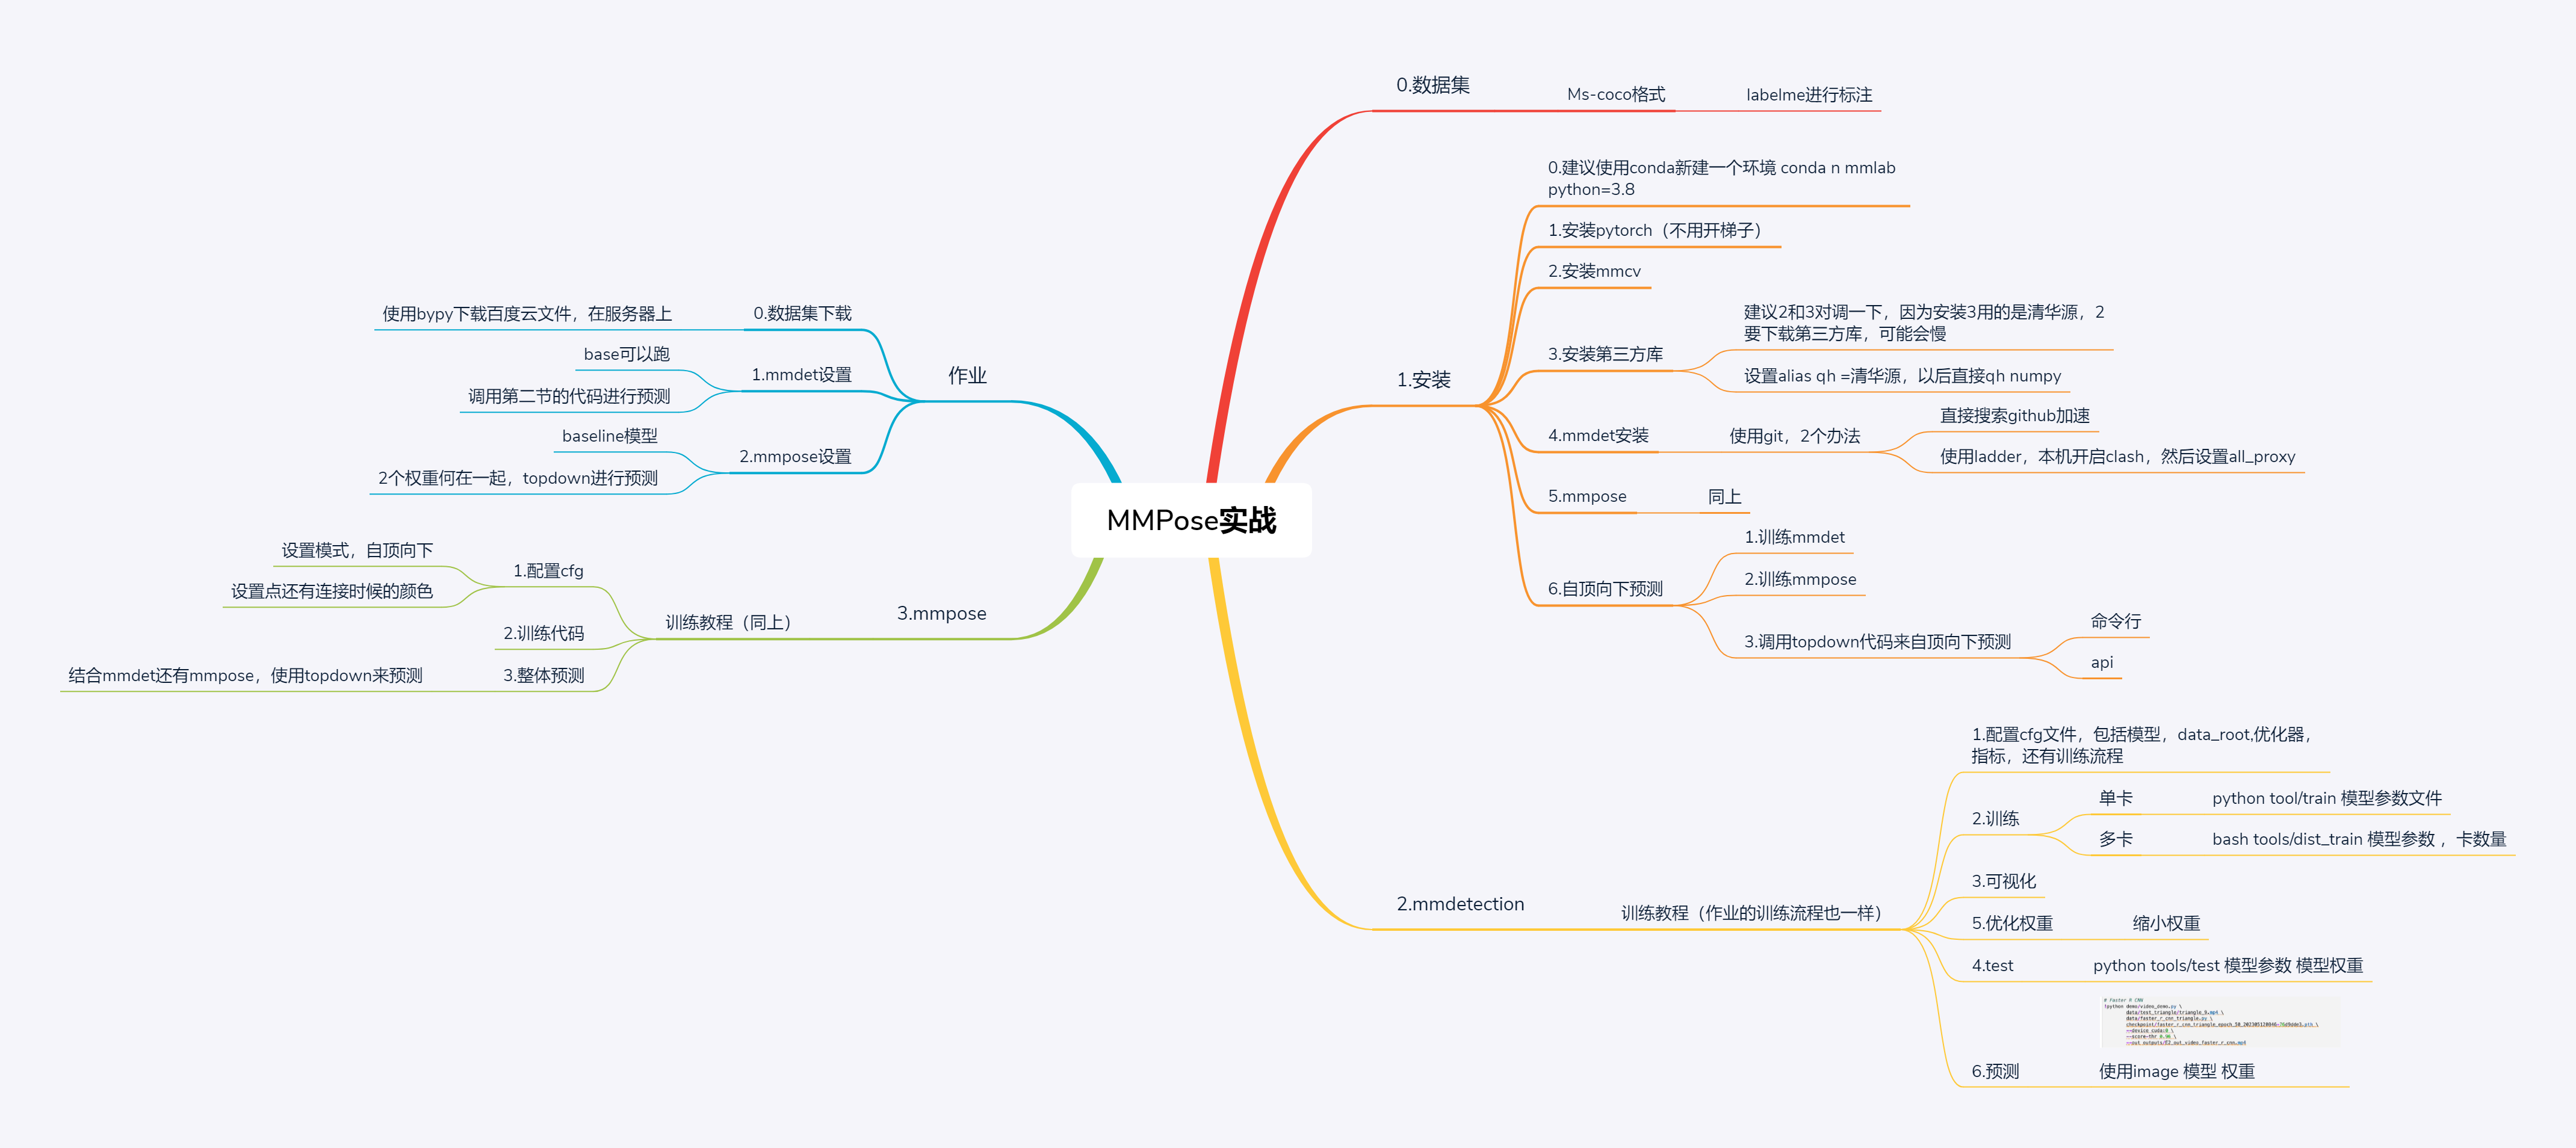 MMPose实战
0.数据集
Ms-coco格式
labelme进行标注
1.安装
0.建议使用conda新建一个环境 conda n mmlab
python=3.8
1.安装pytorch（不用开梯子）
2.安装mmcv
3.安装第三方库
建议2和3对调一下，因为安装3用的是清华源，2
要下载第三方库，可能会慢
设置alias qh =清华源，以后直接qh numpy
4.mmdet安装
使用git，2个办法
直接搜索github加速
使用ladder，本机开启clash，然后设置all_proxy
5.mmpose
同上
6.自顶向下预测
1.训练mmdet
2.训练mmpose
3.调用topdown代码来自顶向下预测
命令行
api
2.mmdetection
训练教程（作业的训练流程也一样）
1.配置cfg文件，包括模型，data_root,优化器，
指标，还有训练流程
2.训练
单卡
python tool/train 模型参数文件
多卡
bash tools/dist_train 模型参数 ，卡数量
3.可视化
5.优化权重
缩小权重
4.test
python tools/test 模型参数 模型权重
# Faster R CNN
!python demo/video_demo.py \
data/test_triangle/triangle_8.mp4 \
data/faster_r_cnn_triangle.py \
--device cuda:0 \
6.预测
使用image 模型 权重
3.mmpose
训练教程（同上）
1.配置cfg
设置模式，自顶向下
设置点还有连接时候的颜色
2.训练代码
3.整体预测
结合mmdet还有mmpose，使用topdown来预测
作业
0.数据集下载
使用bypy下载百度云文件，在服务器上
1.mmdet设置
base可以跑
调用第二节的代码进行预测
2.mmpose设置
baseline模型
2个权重何在一起，topdown进行预测